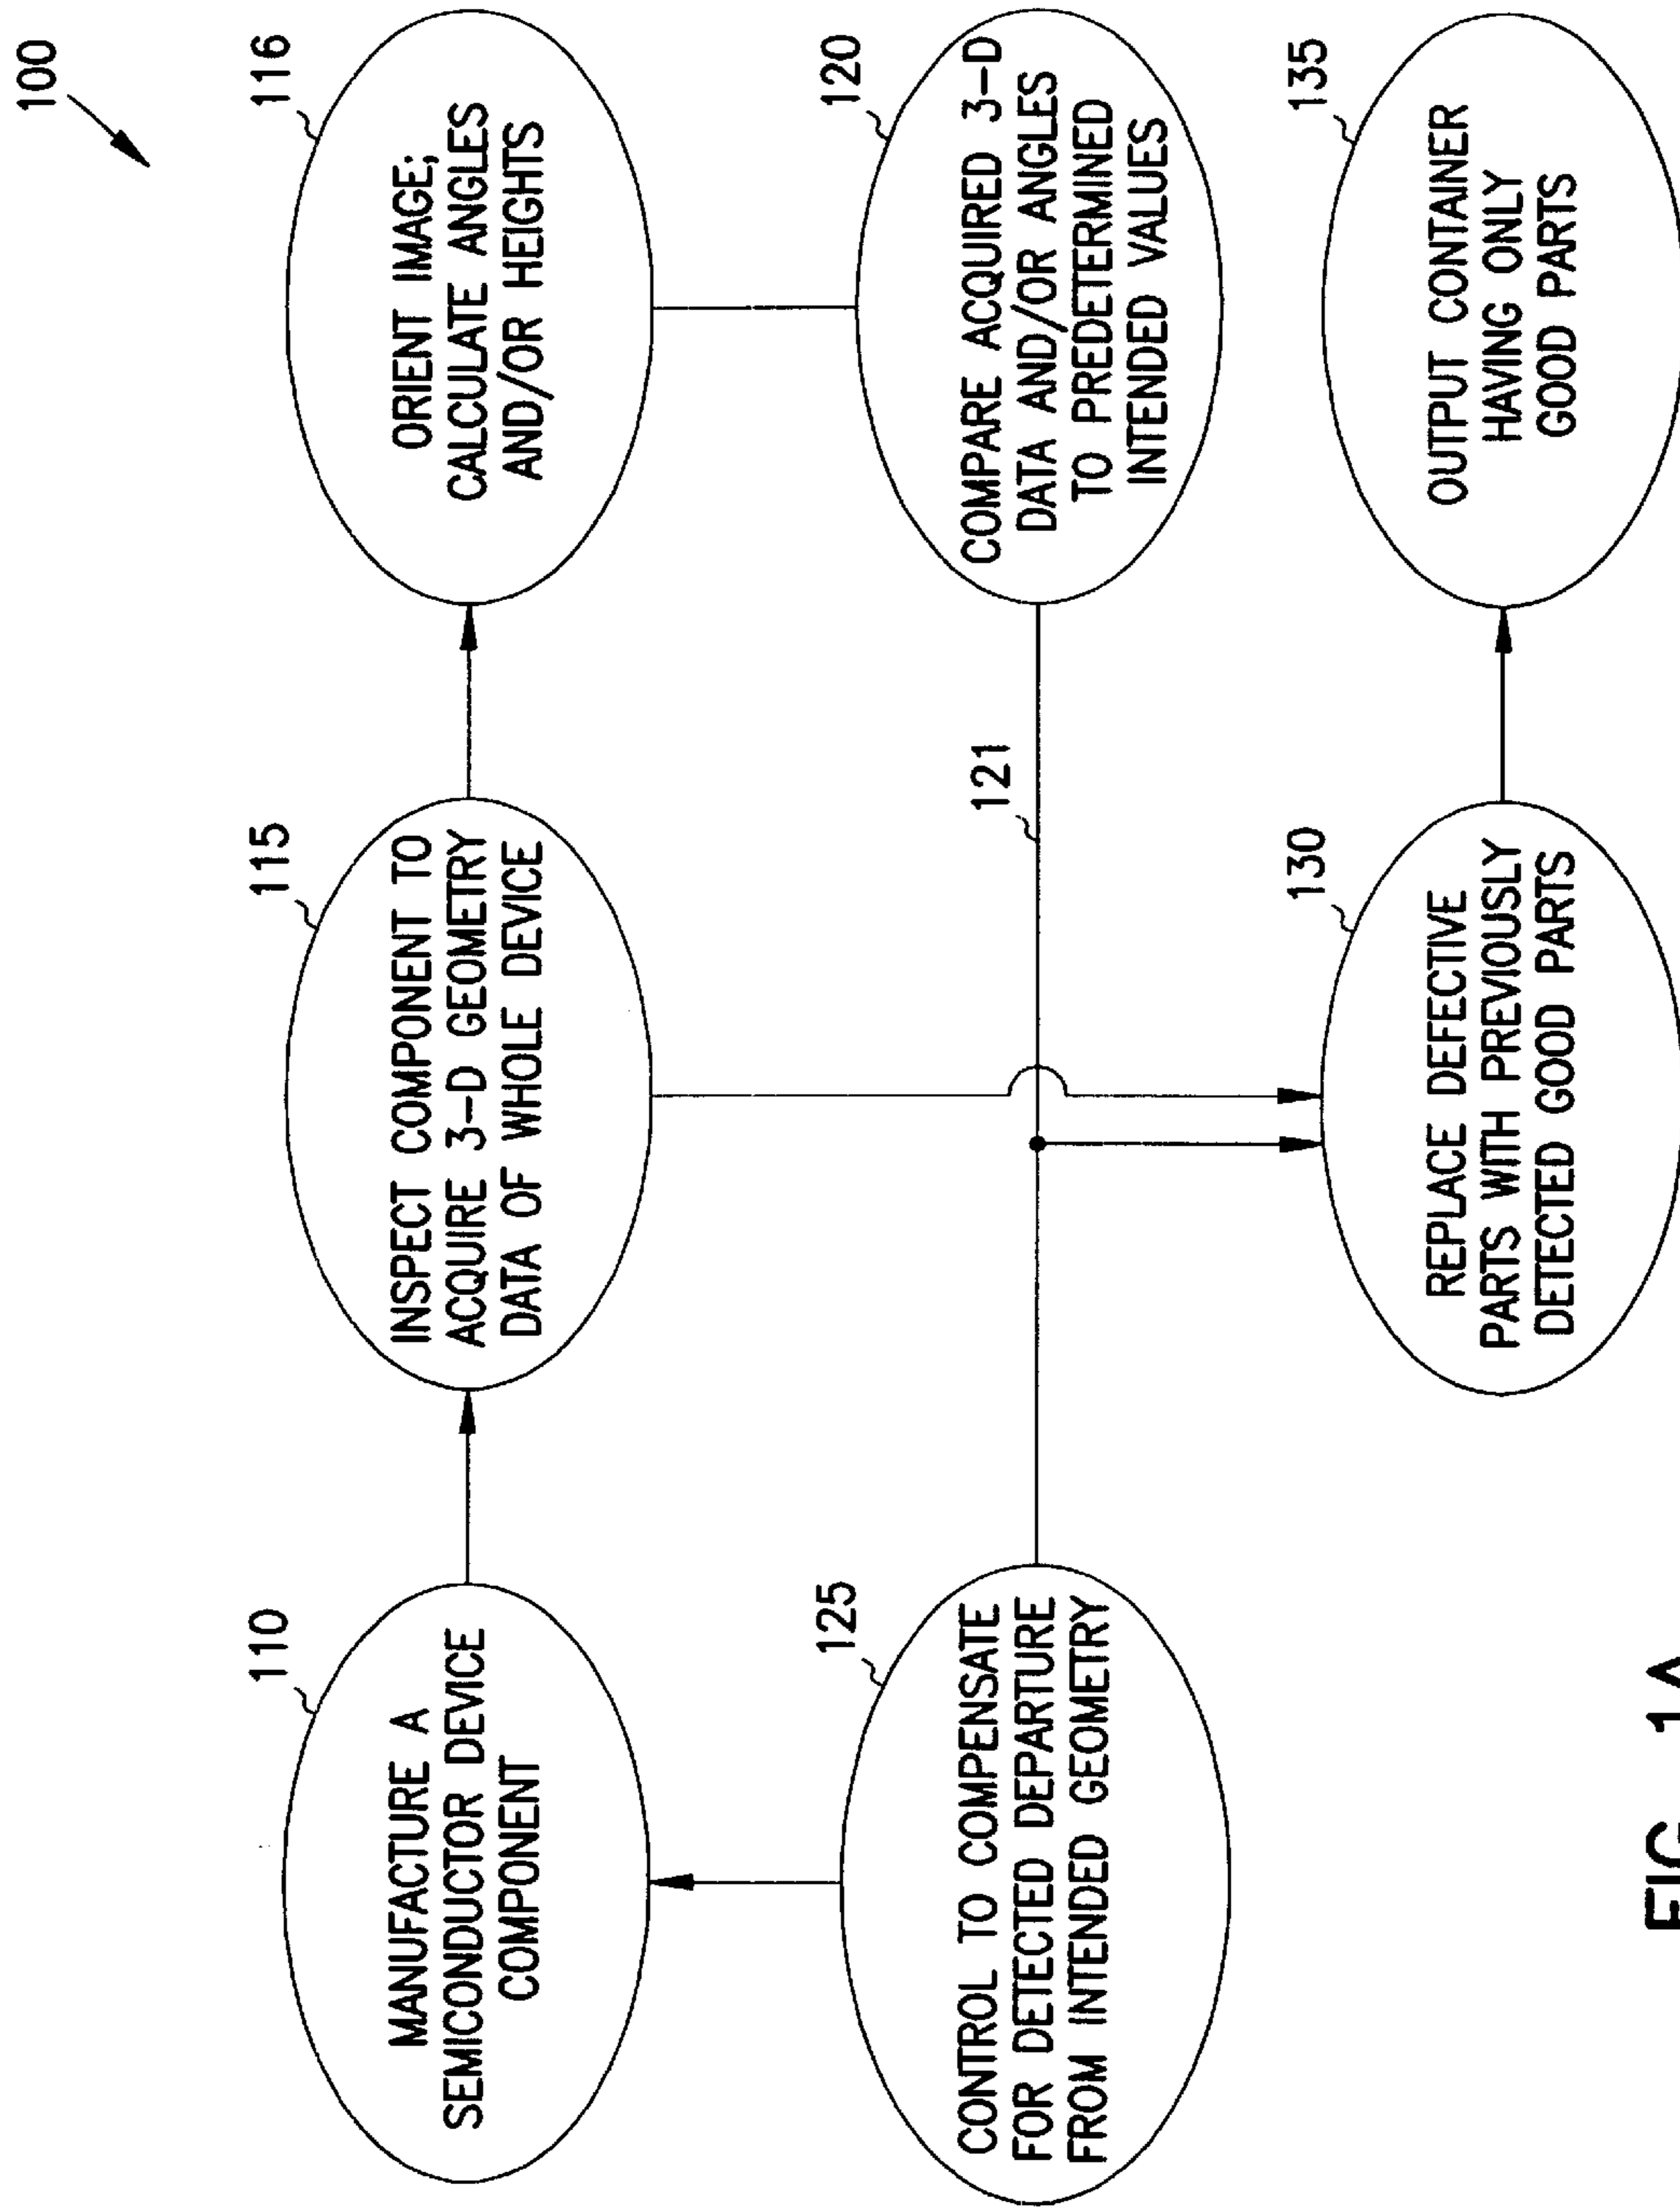 100
110
MANUFACTURE A
SEMICONDUCTOR DEVICE
COMPONENT
115
INSPECT COMPONENT TO
ACQUIRE 3-D GEOMETRY
DATA OF WHOLE DEVICE
116
ORIENT IMAGE;
CALCULATE ANGLES
AND/OR HEIGHTS
125
CONTROL TO COMPENSATE
FOR DETECTED DEPARTURE
FROM INTENDED GEOMETRY
121
120
COMPARE ACQUIRED 3-D
DATA AND/OR ANGLES
TO PREDETERMINED
INTENDED VALUES
130
REPLACE DEFECTIVE
PARTS WITH PREVIOUSLY
DETECTED GOOD PARTS
135
OUTPUT CONTAINER
HAVING ONLY
GOOD PARTS
FIG. 1A